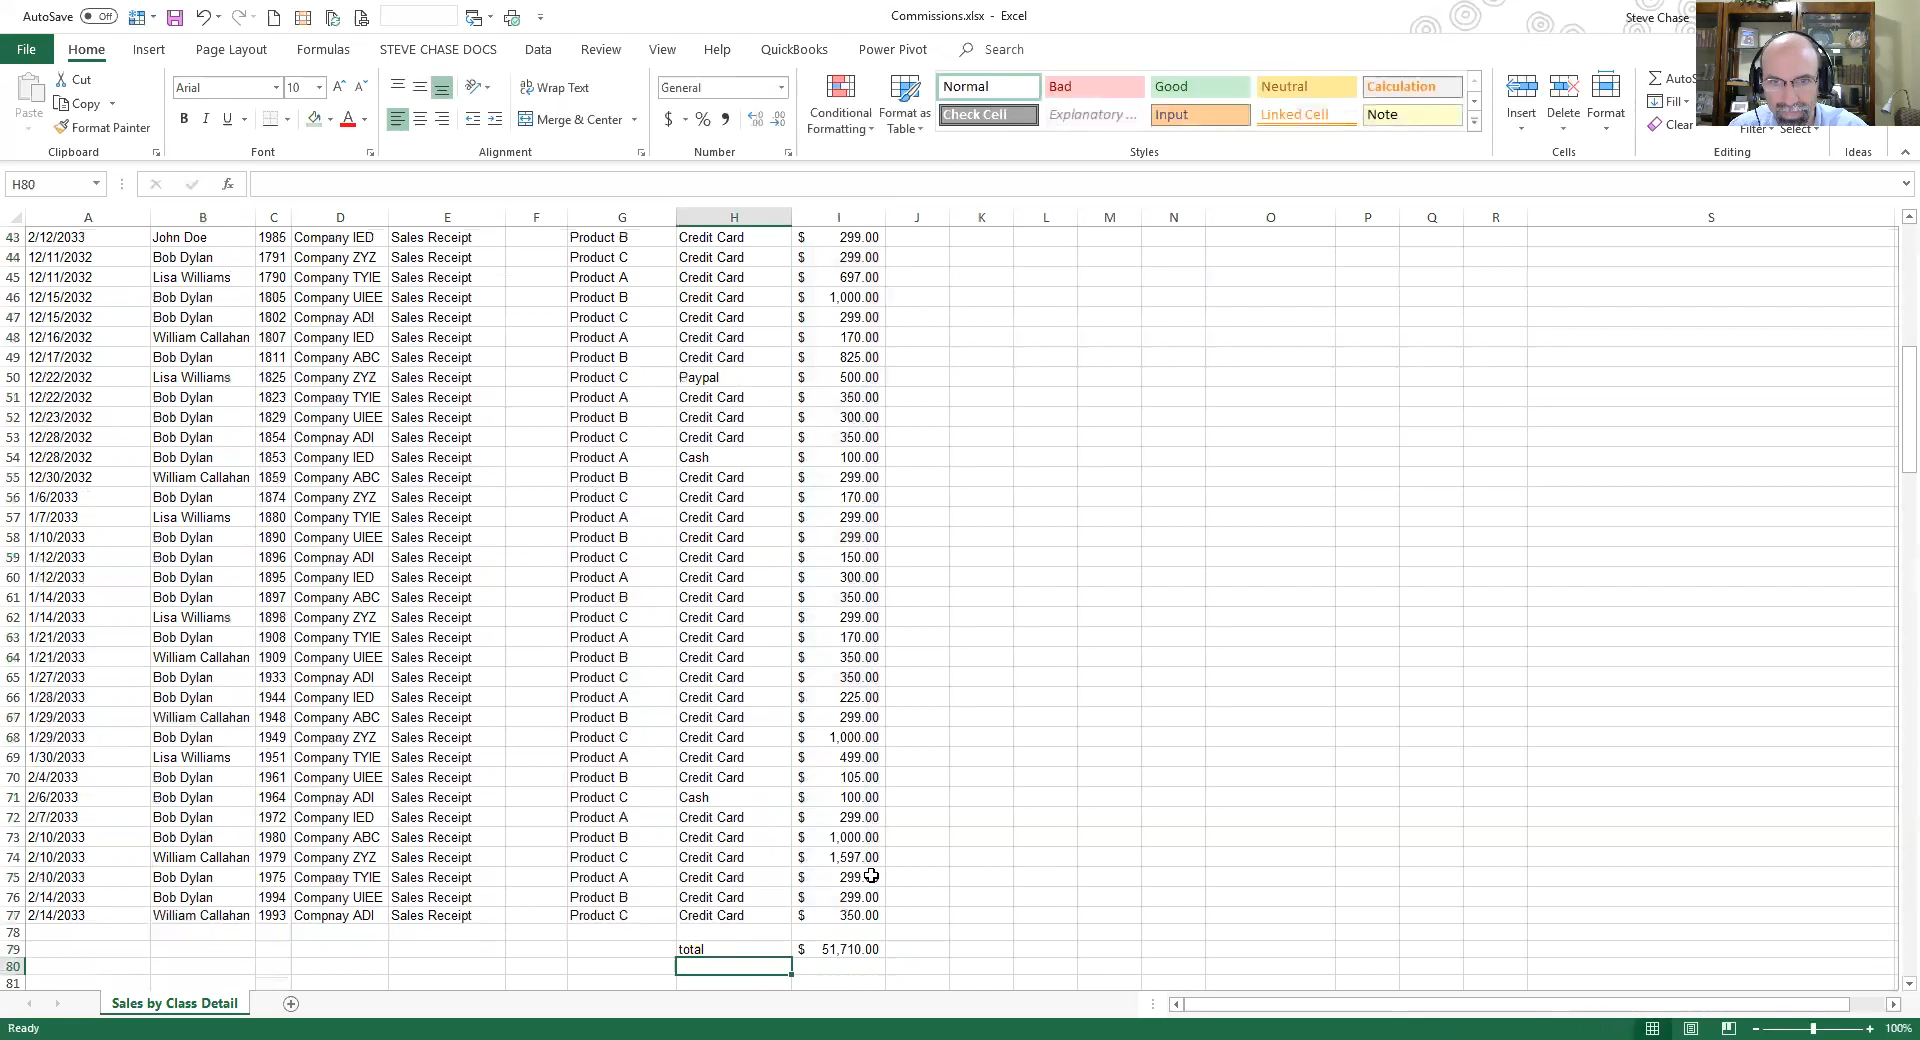 AutoSave Off Commissions.xlsx - Excel Steve Chase
File Home Insert Page Layout Formulas STEVE CHASE DOCS Data Review View Help QuickBooks Power Pivot Search
Cut
Copy
Format Painter
Paste
Clipboard
Arial 10
B I U
Font
Wrap Text
Merge & Center
Alignment
General
$ % ,
Number
Conditional Formatting
Format as Table
Normal Bad Good Neutral Calculation
Check Cell Explanatory ... Input Linked Cell Note
Styles
Insert Delete Format
Cells
AutoS
Fill
Clear
Filter Select
Editing
Ideas
H80 fx
A B C D E F G H I J K L M N O P Q R S
43 2/12/2033 John Doe 1985 Company IED Sales Receipt Product B Credit Card $ 299.00
44 12/11/2032 Bob Dylan 1791 Company ZYZ Sales Receipt Product C Credit Card $ 299.00
45 12/11/2032 Lisa Williams 1790 Company TYIE Sales Receipt Product A Credit Card $ 697.00
46 12/15/2032 Bob Dylan 1805 Company UIEE Sales Receipt Product B Credit Card $ 1,000.00
47 12/15/2032 Bob Dylan 1802 Compnay ADI Sales Receipt Product C Credit Card $ 299.00
48 12/16/2032 William Callahan 1807 Company IED Sales Receipt Product A Credit Card $ 170.00
49 12/17/2032 Bob Dylan 1811 Company ABC Sales Receipt Product B Credit Card $ 825.00
50 12/22/2032 Lisa Williams 1825 Company ZYZ Sales Receipt Product C Paypal $ 500.00
51 12/22/2032 Bob Dylan 1823 Company TYIE Sales Receipt Product A Credit Card $ 350.00
52 12/23/2032 Bob Dylan 1829 Company UIEE Sales Receipt Product B Credit Card $ 300.00
53 12/28/2032 Bob Dylan 1854 Compnay ADI Sales Receipt Product C Credit Card $ 350.00
54 12/28/2032 Bob Dylan 1853 Company IED Sales Receipt Product A Cash $ 100.00
55 12/30/2032 William Callahan 1859 Company ABC Sales Receipt Product B Credit Card $ 299.00
56 1/6/2033 Bob Dylan 1874 Company ZYZ Sales Receipt Product C Credit Card $ 170.00
57 1/7/2033 Lisa Williams 1880 Company TYIE Sales Receipt Product A Credit Card $ 299.00
58 1/10/2033 Bob Dylan 1890 Company UIEE Sales Receipt Product B Credit Card $ 299.00
59 1/12/2033 Bob Dylan 1896 Compnay ADI Sales Receipt Product C Credit Card $ 150.00
60 1/12/2033 Bob Dylan 1895 Company IED Sales Receipt Product A Credit Card $ 300.00
61 1/14/2033 Bob Dylan 1897 Company ABC Sales Receipt Product B Credit Card $ 350.00
62 1/14/2033 Lisa Williams 1898 Company ZYZ Sales Receipt Product C Credit Card $ 299.00
63 1/21/2033 Bob Dylan 1908 Company TYIE Sales Receipt Product A Credit Card $ 170.00
64 1/21/2033 William Callahan 1909 Company UIEE Sales Receipt Product B Credit Card $ 350.00
65 1/27/2033 Bob Dylan 1933 Compnay ADI Sales Receipt Product C Credit Card $ 350.00
66 1/28/2033 Bob Dylan 1944 Company IED Sales Receipt Product A Credit Card $ 225.00
67 1/29/2033 William Callahan 1948 Company ABC Sales Receipt Product B Credit Card $ 299.00
68 1/29/2033 Bob Dylan 1949 Company ZYZ Sales Receipt Product C Credit Card $ 1,000.00
69 1/30/2033 Lisa Williams 1951 Company TYIE Sales Receipt Product A Credit Card $ 499.00
70 2/4/2033 Bob Dylan 1961 Company UIEE Sales Receipt Product B Credit Card $ 105.00
71 2/6/2033 Bob Dylan 1964 Compnay ADI Sales Receipt Product C Cash $ 100.00
72 2/7/2033 Bob Dylan 1972 Company IED Sales Receipt Product A Credit Card $ 299.00
73 2/10/2033 Bob Dylan 1980 Company ABC Sales Receipt Product B Credit Card $ 1,000.00
74 2/10/2033 William Callahan 1979 Company ZYZ Sales Receipt Product C Credit Card $ 1,597.00
75 2/10/2033 Bob Dylan 1975 Company TYIE Sales Receipt Product A Credit Card $ 299.
76 2/14/2033 Bob Dylan 1994 Company UIEE Sales Receipt Product B Credit Card $ 299.00
77 2/14/2033 William Callahan 1993 Compnay ADI Sales Receipt Product C Credit Card $ 350.00
78
79 total $ 51,710.00
80
81
Sales by Class Detail
Ready 100%